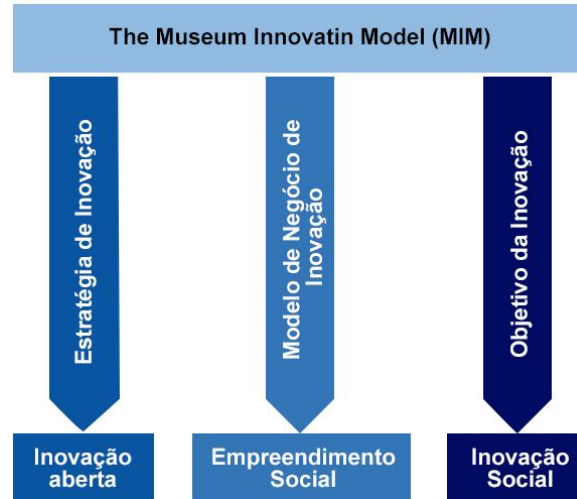 The Museum Innovatin Model (MIM)
Estratégia de Inovação
Modelo de Negócio de
Inovação
Objetivo da Inovação
Inovação
aberta
Empreendimento
Social
Inovação
Social